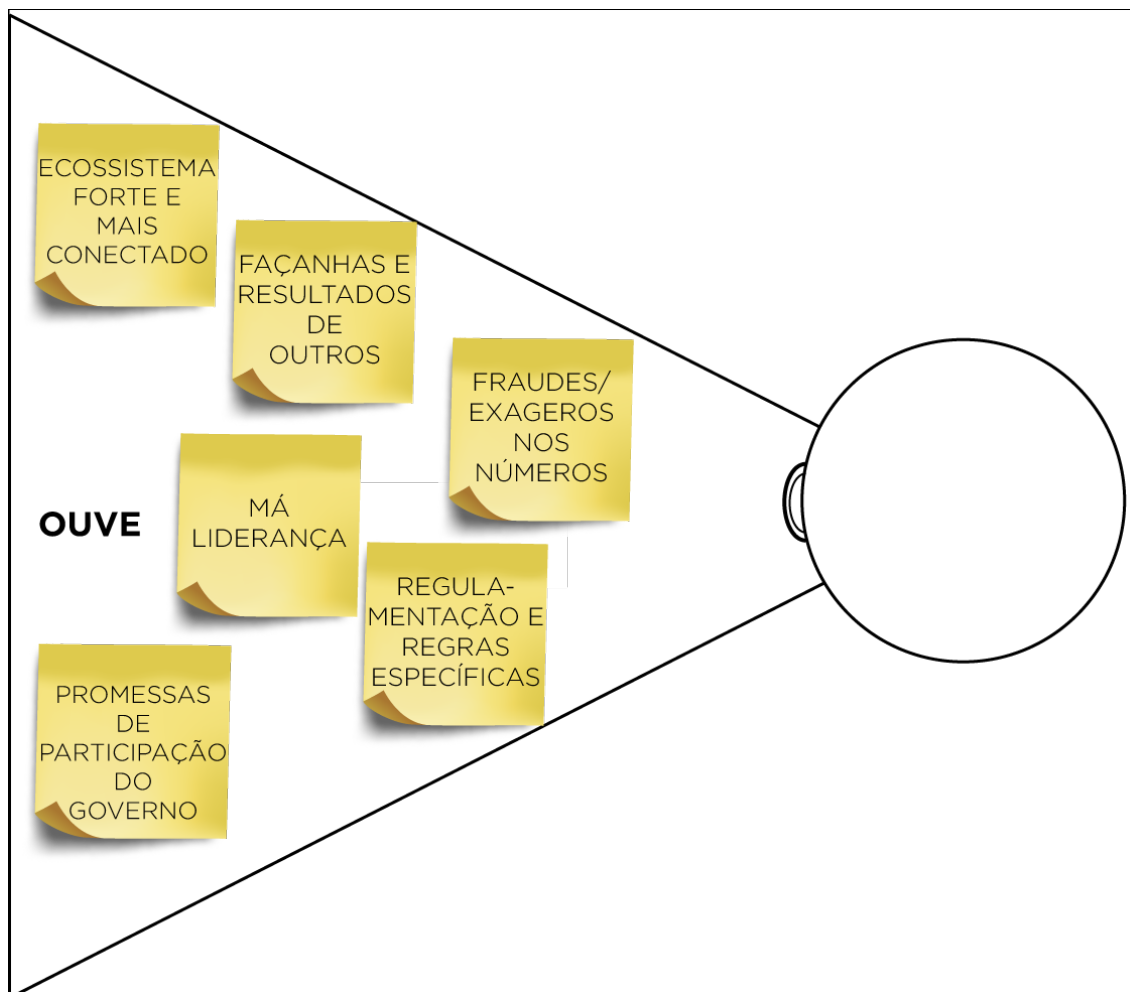 ECOSSISTEMA
FORTE E
MAIS
CONECTADO
FAÇANHAS E
RESULTADOS
DE
OUTROS
FRAUDES/
EXAGEROS
NOS
NÚMEROS
OUVE
MÁ
LIDERANÇA
REGULA-
MENTAÇÃO E
REGRAS
ESPECÍFICAS
PROMESSAS
DE
PARTICIPAÇÃO
DO
GOVERNO